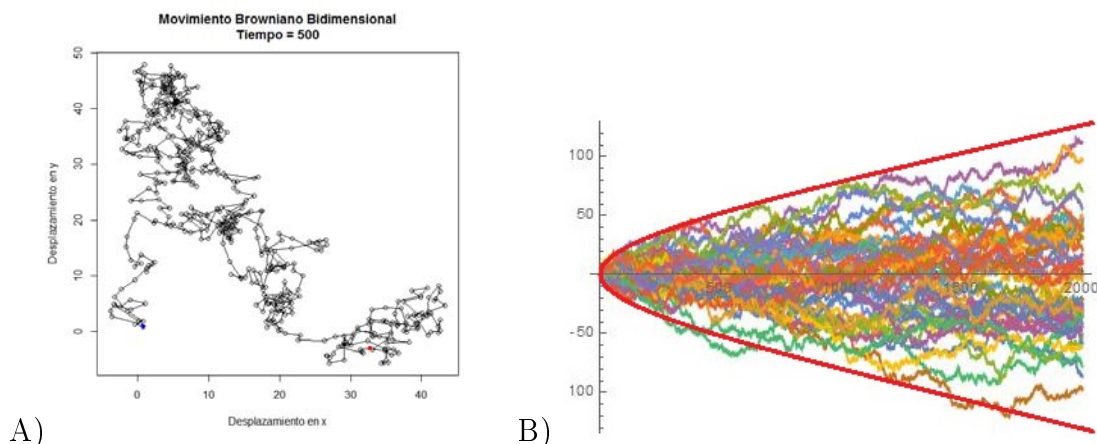 Movimiento Browniano Bidimensional
Tiempo = 500
50
40
30
20
10
0
Desplazamiento en y
0 10 20 30 40
Desplazamiento en x
A)
100
50
-50
100
500 1000 1500 2000
B)